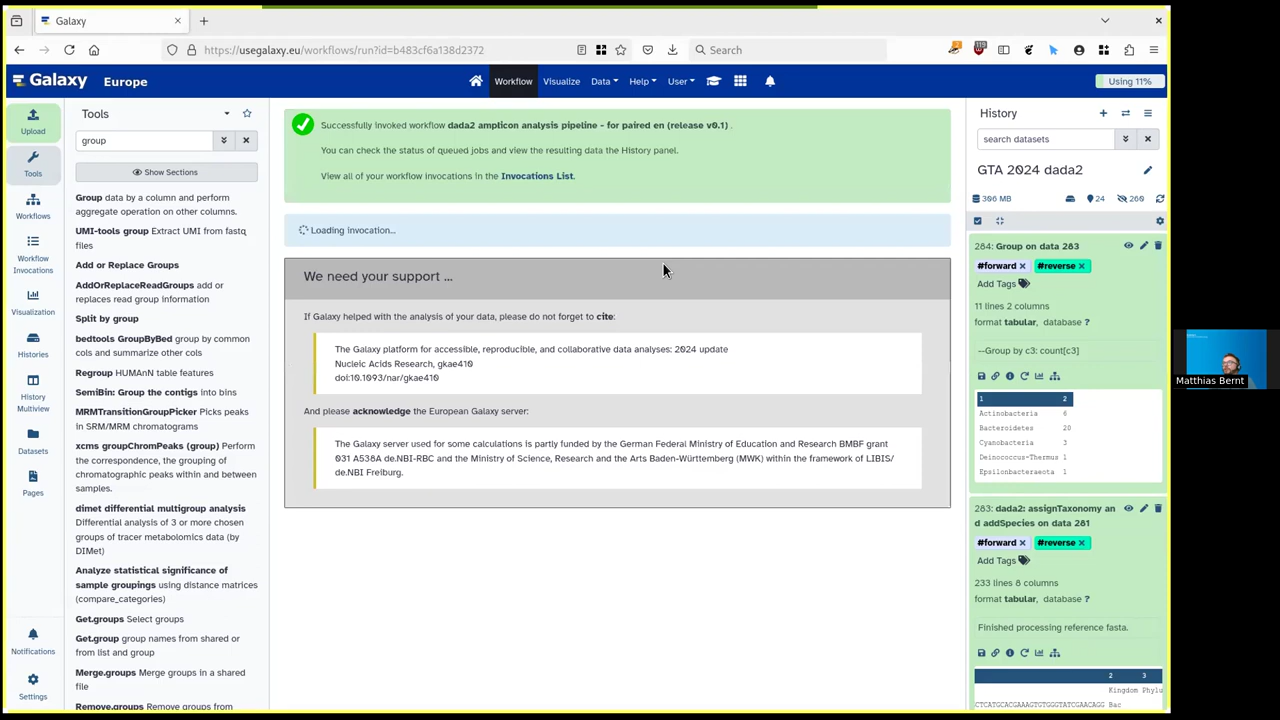 Galaxy
https://usegalaxy.eu/workflows/run?id=b483cf6a138d2372
Search
119
Galaxy Europe
Workflow Visualize Data Help User
Using 11%
Upload
Tools
Workflows
Workflow
Invocations
Visualization
Histories
History
Multiview
Datasets
Pages
Notifications
Settings
Tools
group
Show Sections
Group data by a column and perform
aggregate operation on other columns.
UMI-tools group Extract UMI from fastq
files
Add or Replace Groups
AddOrReplaceReadGroups add or
replaces read group information
Split by group
bedtools GroupByBed group by common
cols and summarize other cols
Regroup HUMAnN table features
SemiBin: Group the contigs into bins
MRMTransitionGroupPicker Picks peaks
in SRM/MRM chromatograms
xcms groupChromPeaks (group) Perform
the correspondence, the grouping of
chromatographic peaks within and between
samples.
dimet differential multigroup analysis
Differential analysis of 3 or more chosen
groups of tracer metabolomics data (by
DIMet)
Analyze statistical significance of
sample groupings using distance matrices
(compare_categories)
Get.groups Select groups
Get.group group names from shared or
from list and group
Merge.groups Merge groups in a shared
file
Remove.groups Remove groups from
Successfully invoked workflow dada2 amplicon analysis pipeline - for paired en (release v0.1) .
You can check the status of queued jobs and view the resulting data the History panel.
View all of your workflow invocations in the Invocations List.
Loading invocation...
We need your support ...
If Galaxy helped with the analysis of your data, please do not forget to cite:
The Galaxy platform for accessible, reproducible, and collaborative data analyses: 2024 update
Nucleic Acids Research, gkae410
doi:10.1093/nar/gkae410
And please acknowledge the European Galaxy server:
The Galaxy server used for some calculations is partly funded by the German Federal Ministry of Education and Research BMBF grant
031 A538A de.NBI-RBC and the Ministry of Science, Research and the Arts Baden-Württemberg (MWK) within the framework of LIBIS/
de.NBI Freiburg.
History
search datasets
GTA 2024 dada2
306 MB 24 260
284: Group on data 283
#forward #reverse
Add Tags
11 lines 2 columns
format tabular, database ?
--Group by c3: count[c3]
1 2
Actinobacteria 6
Bacteroidetes 20
Cyanobacteria 3
Deinococcus-Thermus 1
Epsilonbacteraeota 1
283: dada2: assignTaxonomy an
d addSpecies on data 281
#forward #reverse
Add Tags
233 lines 8 columns
format tabular, database ?
Finished processing reference fasta.
2 3
Kingdom Phylu
CTCATGCACGAAAGTGTGGGTATCGAACAGG Bac
Matthias Bernt